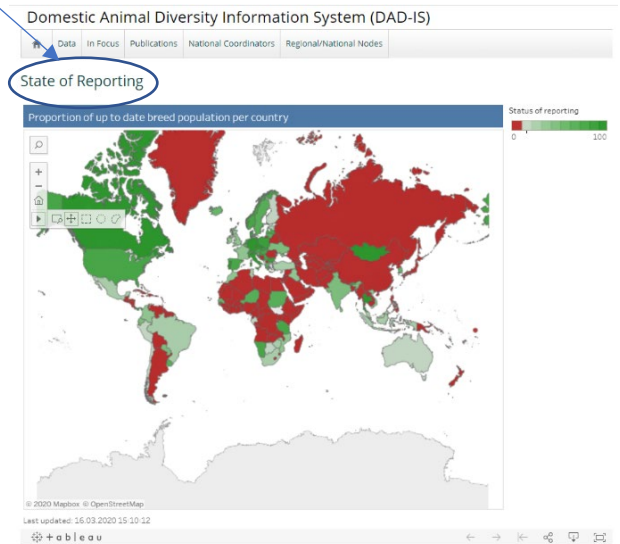 Domestic Animal Diversity Information System (DAD-IS)
Data In Focus Publications National Coordinators Regional/National Nodes
State of Reporting
Proportion of up to date breed population per country
Status of reporting
0 100
© 2020 Mapbox © OpenStreetMap
Last updated: 16.03.2020 15:10:12
+ a b | e a u